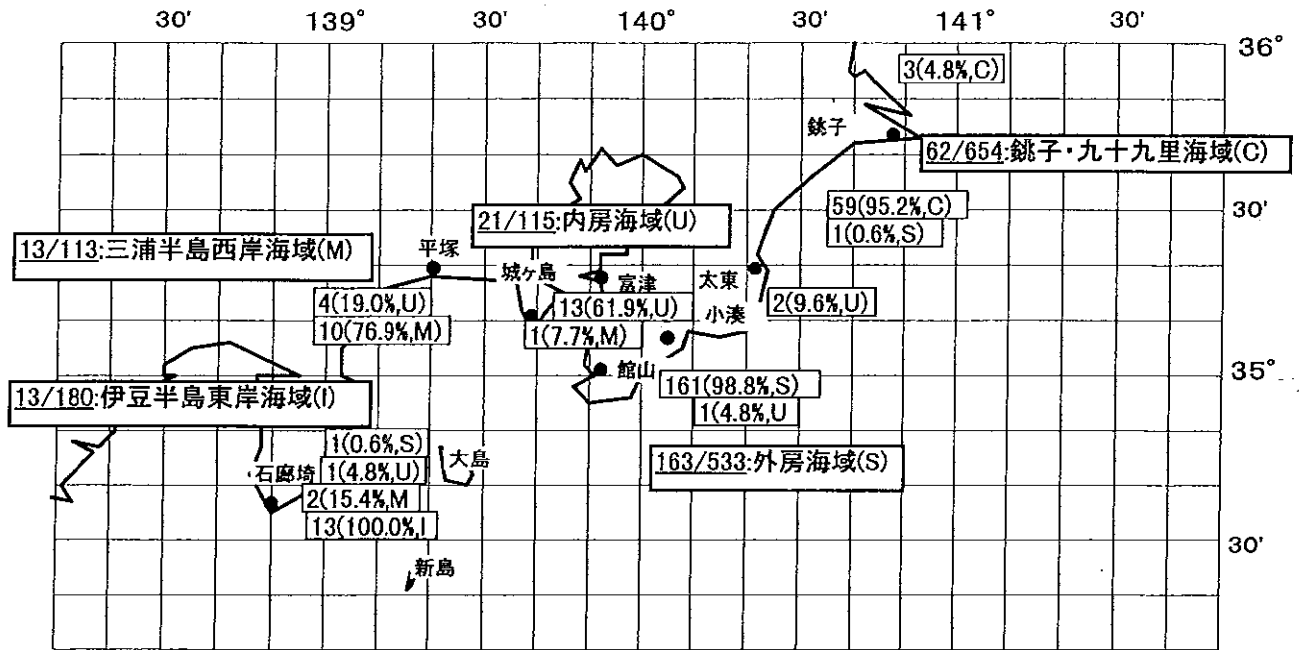 30' 139° 30' 140° 30' 141° 30'
36°
3(4.8%,C)
銚子
62/654:銚子・九十九里海域(C)
59(95.2%,C)
1(0.6%,S)
30'
21/115:内房海域(U)
13/113:三浦半島西岸海域(M)
平塚
城ヶ島
富津
太東
小湊
2(9.6%,U)
4(19.0%,U)
10(76.9%,M)
13(61.9%,U)
1(7.7%,M)
館山
35°
161(98.8%,S)
1(4.8%,U
13/180:伊豆半島東岸海域(I)
163/533:外房海域(S)
1(0.6%,S)
1(4.8%,U)
2(15.4%,M
13(100.0%,I
大島
石廊埼
30'
新島